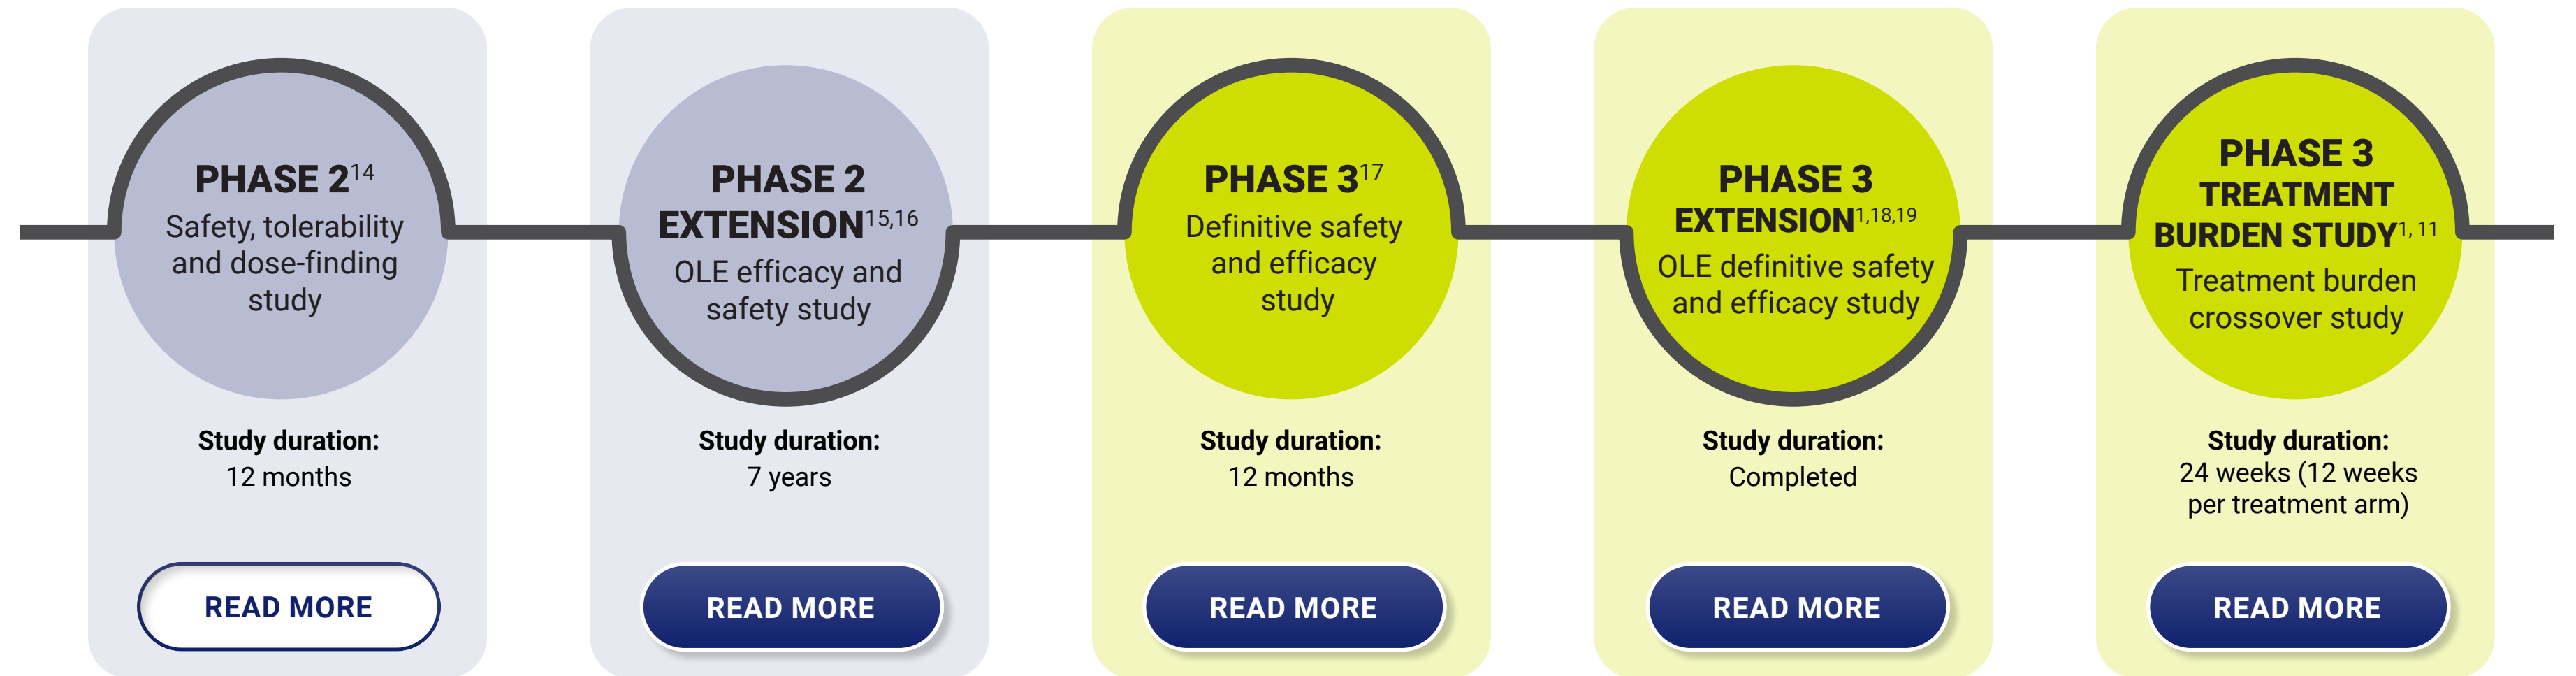 PHASE 2¹⁴
Safety, tolerability
and dose-finding
study
Study duration:
12 months
READ MORE
PHASE 2
EXTENSION¹⁵,¹⁶
OLE efficacy and
safety study
Study duration:
7 years
READ MORE
PHASE 3¹⁷
Definitive safety
and efficacy
study
Study duration:
12 months
READ MORE
PHASE 3
EXTENSION¹,¹⁸,¹⁹
OLE definitive safety
and efficacy study
Study duration:
Completed
READ MORE
PHASE 3
TREATMENT
BURDEN STUDY¹, ¹¹
Treatment burden
crossover study
Study duration:
24 weeks (12 weeks
per treatment arm)
READ MORE